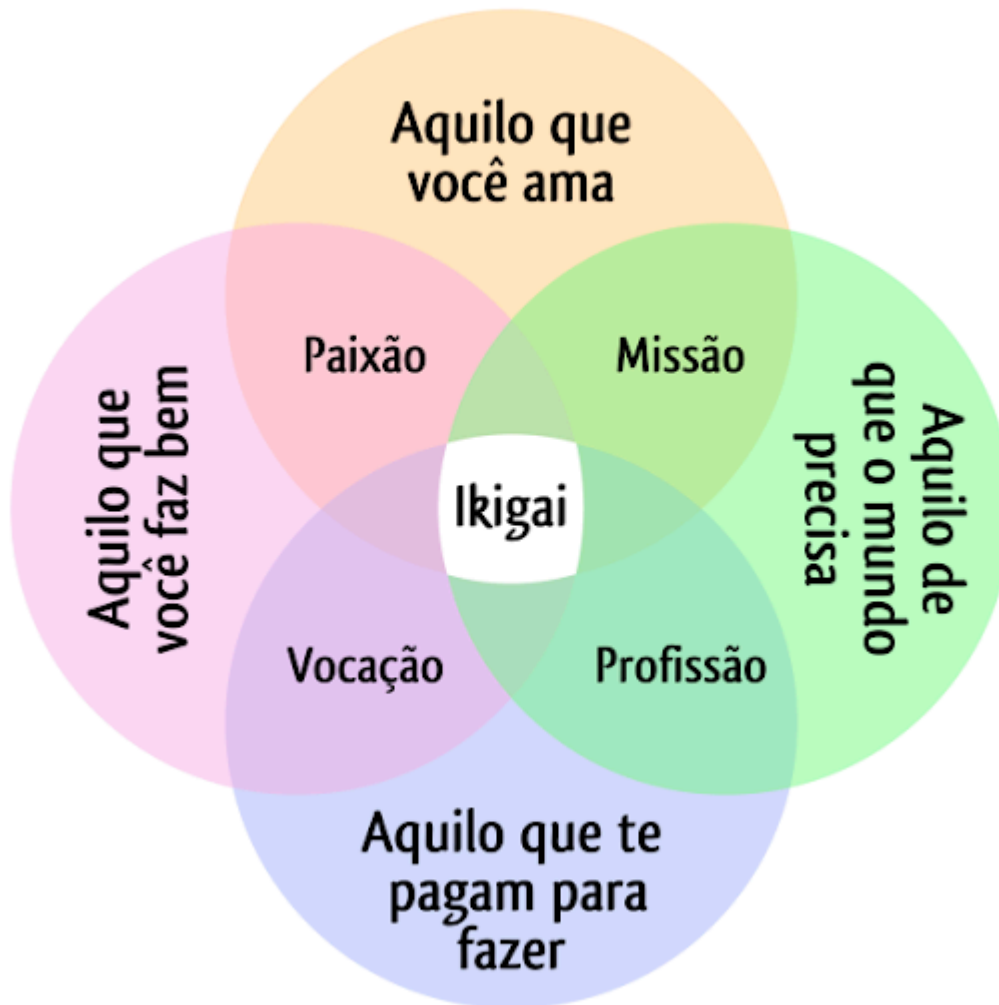 Aquilo que
você ama
Paixão
Missão
Aquilo que
você faz bem
Ikigai
Aquilo de
que o mundo
precisa
Vocação
Profissão
Aquilo que te
pagam para
fazer